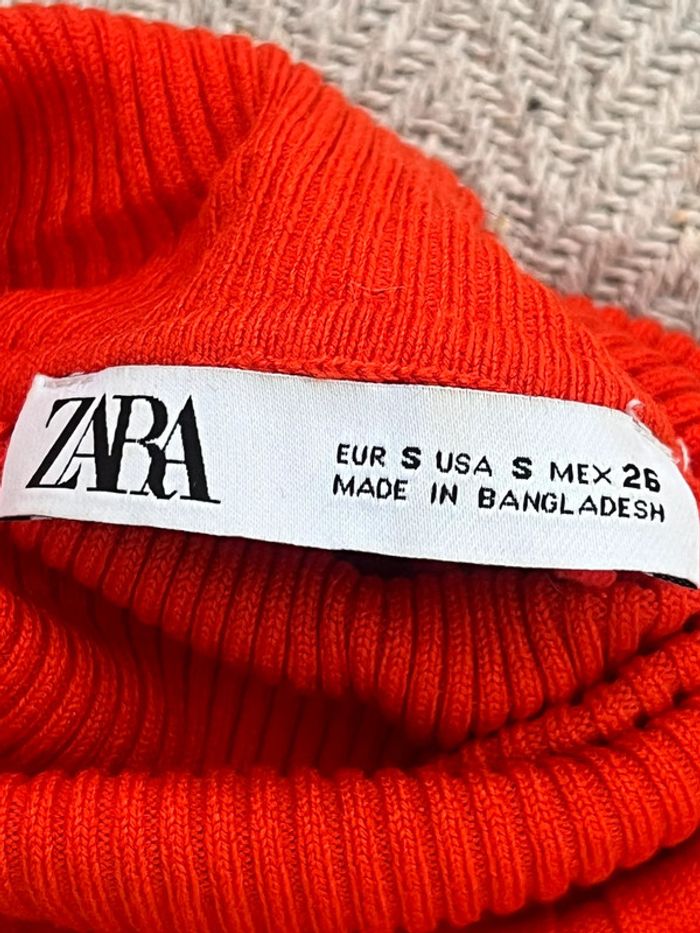 ZARA
EUR S USA S MEX 26
MADE IN BANGLADESH